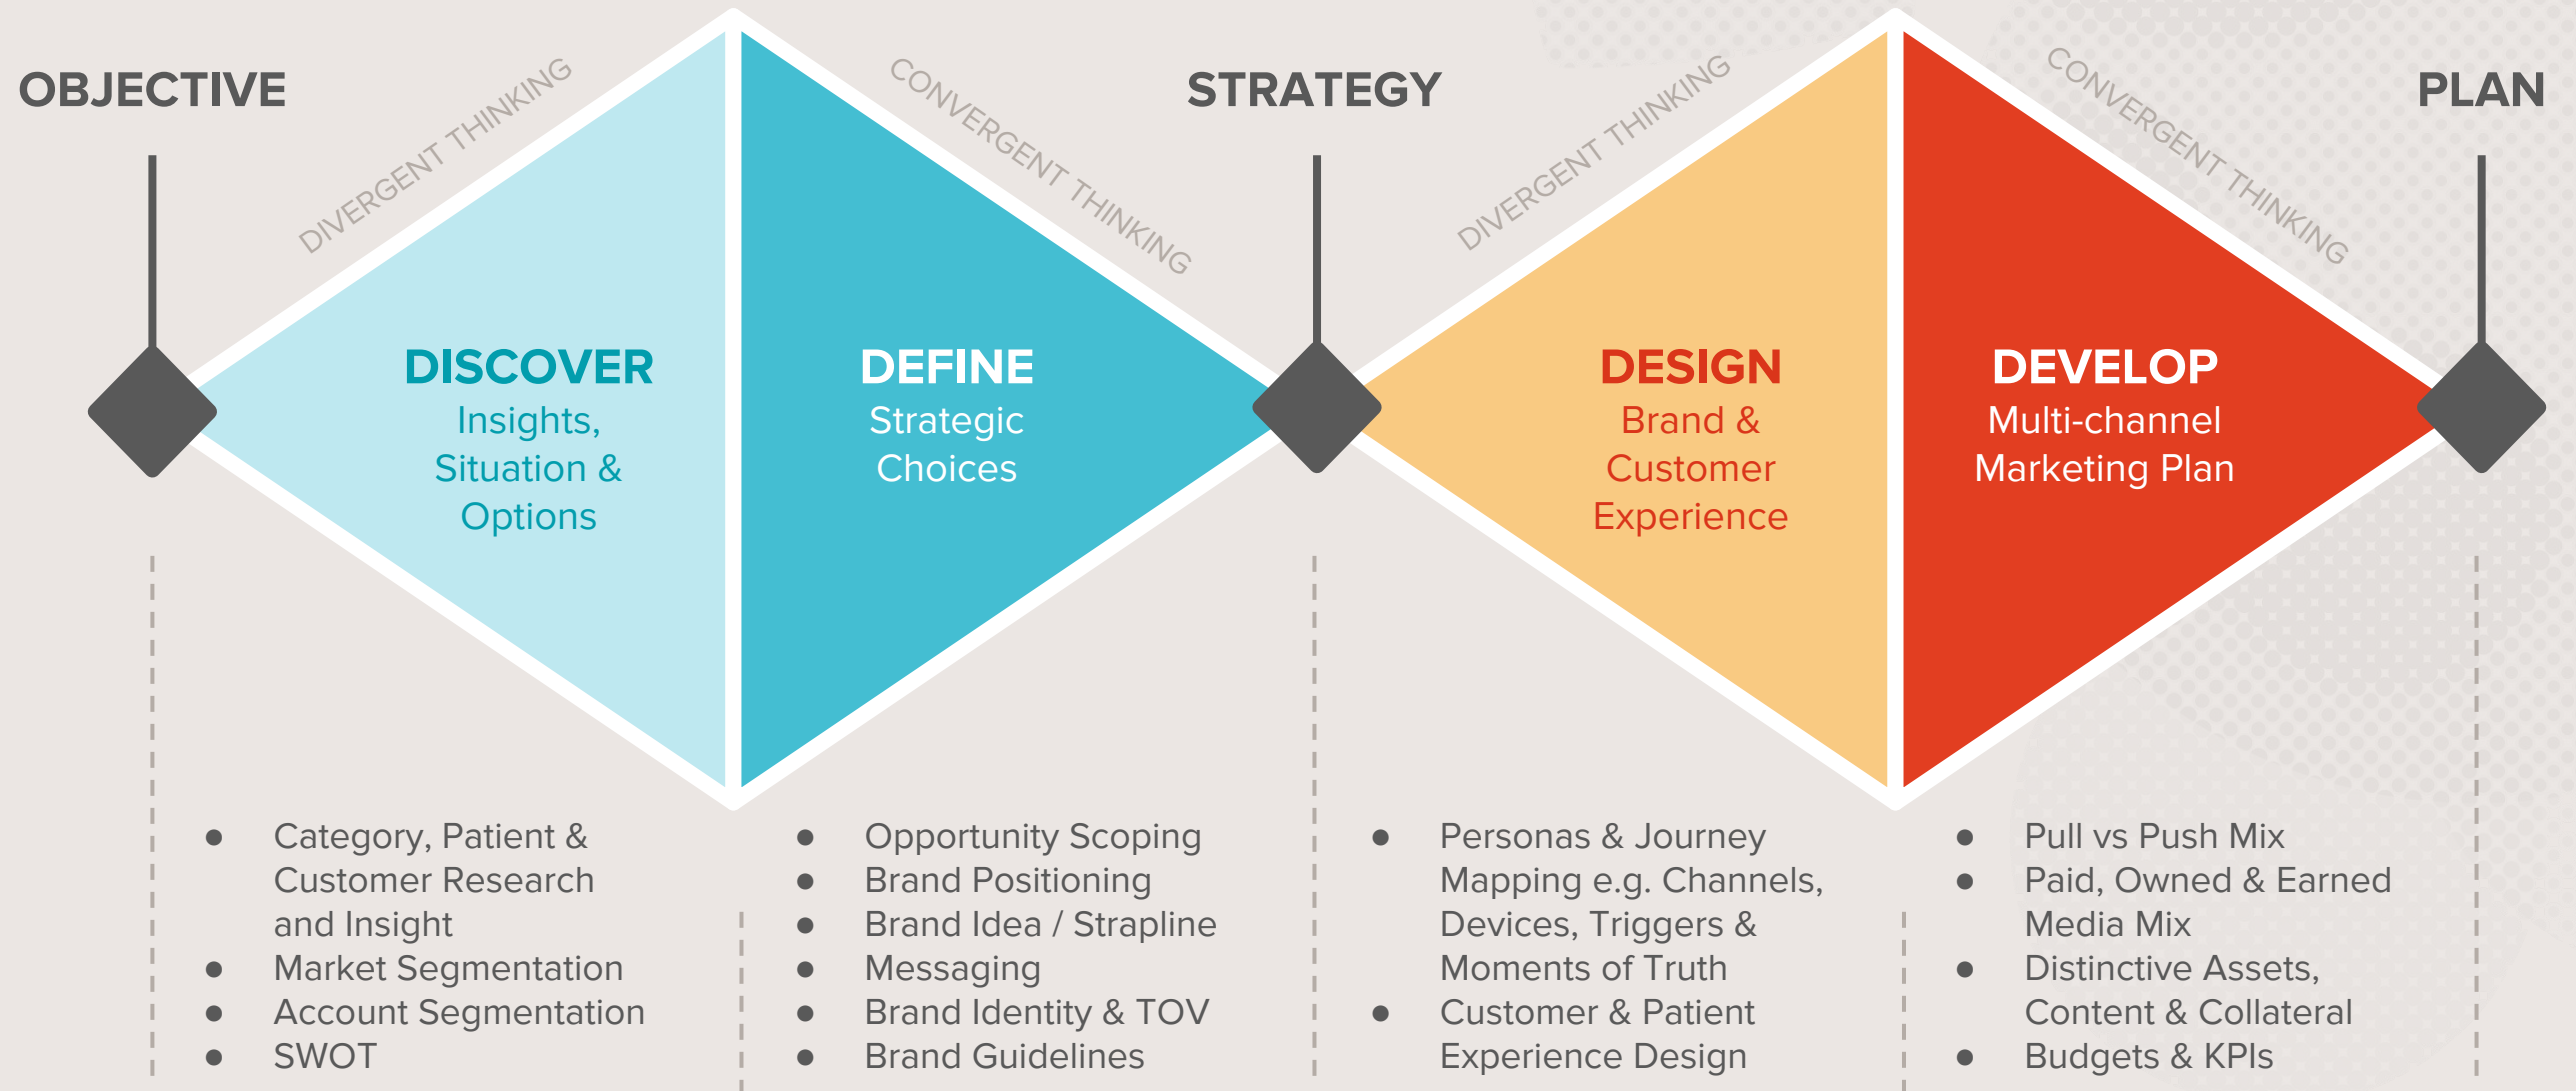 OBJECTIVE
DIVERGENT THINKING
CONVERGENT THINKING
STRATEGY
DIVERGENT THINKING
CONVERGENT THINKING
PLAN
DISCOVER
Insights,
Situation &
Options
DEFINE
Strategic
Choices
DESIGN
Brand &
Customer
Experience
DEVELOP
Multi-channel
Marketing Plan
● Category, Patient &
Customer Research
and Insight
● Market Segmentation
● Account Segmentation
● SWOT
● Opportunity Scoping
● Brand Positioning
● Brand Idea / Strapline
● Messaging
● Brand Identity & TOV
● Brand Guidelines
● Personas & Journey
Mapping e.g. Channels,
Devices, Triggers &
Moments of Truth
● Customer & Patient
Experience Design
● Pull vs Push Mix
● Paid, Owned & Earned
Media Mix
● Distinctive Assets,
Content & Collateral
● Budgets & KPIs